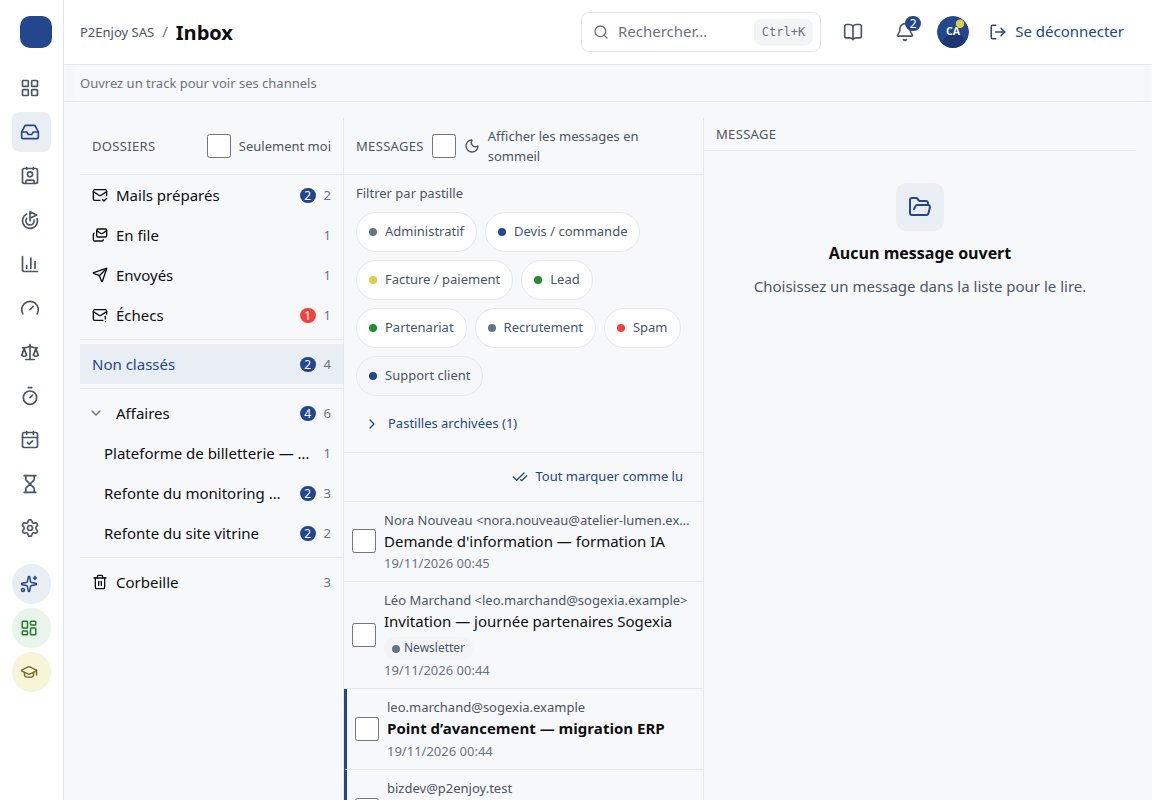 P2Enjoy SAS / Inbox
Rechercher... Ctrl+K
2
CA
Se déconnecter
Ouvrez un track pour voir ses channels
DOSSIERS
Seulement moi
Mails préparés 2 2
En file 1
Envoyés 1
Échecs 1 1
Non classés 2 4
Affaires 4 6
Plateforme de billetterie — ... 1
Refonte du monitoring ... 2 3
Refonte du site vitrine 2 2
Corbeille 3
MESSAGES
Afficher les messages en
sommeil
Filtrer par pastille
Administratif
Devis / commande
Facture / paiement
Lead
Partenariat
Recrutement
Spam
Support client
Pastilles archivées (1)
Tout marquer comme lu
Nora Nouveau <nora.nouveau@atelier-lumen.ex...
Demande d'information — formation IA
19/11/2026 00:45
Léo Marchand <leo.marchand@sogexia.example>
Invitation — journée partenaires Sogexia
Newsletter
19/11/2026 00:44
leo.marchand@sogexia.example
Point d’avancement — migration ERP
19/11/2026 00:44
bizdev@p2enjoy.test
MESSAGE
Aucun message ouvert
Choisissez un message dans la liste pour le lire.